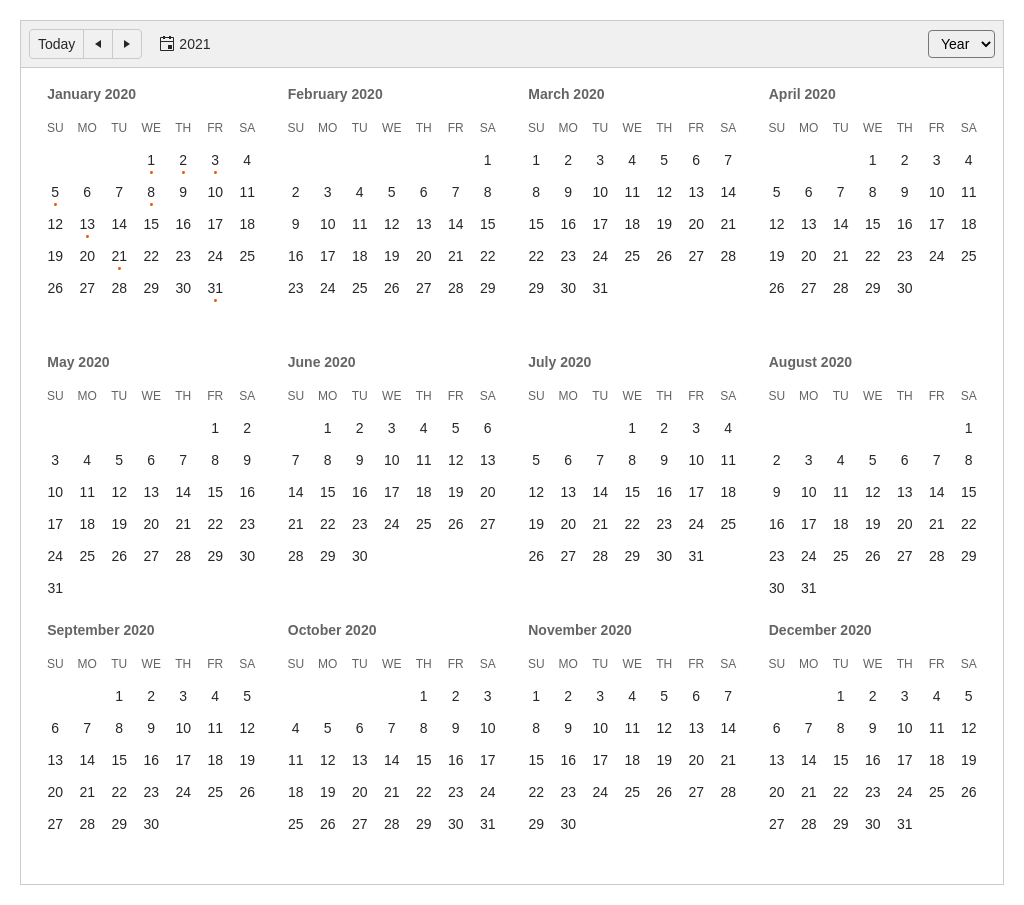 Today 2021 Year
January 2020 February 2020 March 2020 April 2020
SU MO TU WE TH FR SA SU MO TU WE TH FR SA SU MO TU WE TH FR SA SU MO TU WE TH FR SA
1 2 3 4 1 1 2 3 4 5 6 7 1 2 3 4
5 6 7 8 9 10 11 2 3 4 5 6 7 8 8 9 10 11 12 13 14 5 6 7 8 9 10 11
12 13 14 15 16 17 18 9 10 11 12 13 14 15 15 16 17 18 19 20 21 12 13 14 15 16 17 18
19 20 21 22 23 24 25 16 17 18 19 20 21 22 22 23 24 25 26 27 28 19 20 21 22 23 24 25
26 27 28 29 30 31 23 24 25 26 27 28 29 29 30 31 26 27 28 29 30
May 2020 June 2020 July 2020 August 2020
SU MO TU WE TH FR SA SU MO TU WE TH FR SA SU MO TU WE TH FR SA SU MO TU WE TH FR SA
1 2 1 2 3 4 5 6 1 2 3 4 1
3 4 5 6 7 8 9 7 8 9 10 11 12 13 5 6 7 8 9 10 11 2 3 4 5 6 7 8
10 11 12 13 14 15 16 14 15 16 17 18 19 20 12 13 14 15 16 17 18 9 10 11 12 13 14 15
17 18 19 20 21 22 23 21 22 23 24 25 26 27 19 20 21 22 23 24 25 16 17 18 19 20 21 22
24 25 26 27 28 29 30 28 29 30 26 27 28 29 30 31 23 24 25 26 27 28 29
31 30 31
September 2020 October 2020 November 2020 December 2020
SU MO TU WE TH FR SA SU MO TU WE TH FR SA SU MO TU WE TH FR SA SU MO TU WE TH FR SA
1 2 3 4 5 1 2 3 1 2 3 4 5 6 7 1 2 3 4 5
6 7 8 9 10 11 12 4 5 6 7 8 9 10 8 9 10 11 12 13 14 6 7 8 9 10 11 12
13 14 15 16 17 18 19 11 12 13 14 15 16 17 15 16 17 18 19 20 21 13 14 15 16 17 18 19
20 21 22 23 24 25 26 18 19 20 21 22 23 24 22 23 24 25 26 27 28 20 21 22 23 24 25 26
27 28 29 30 25 26 27 28 29 30 31 29 30 27 28 29 30 31